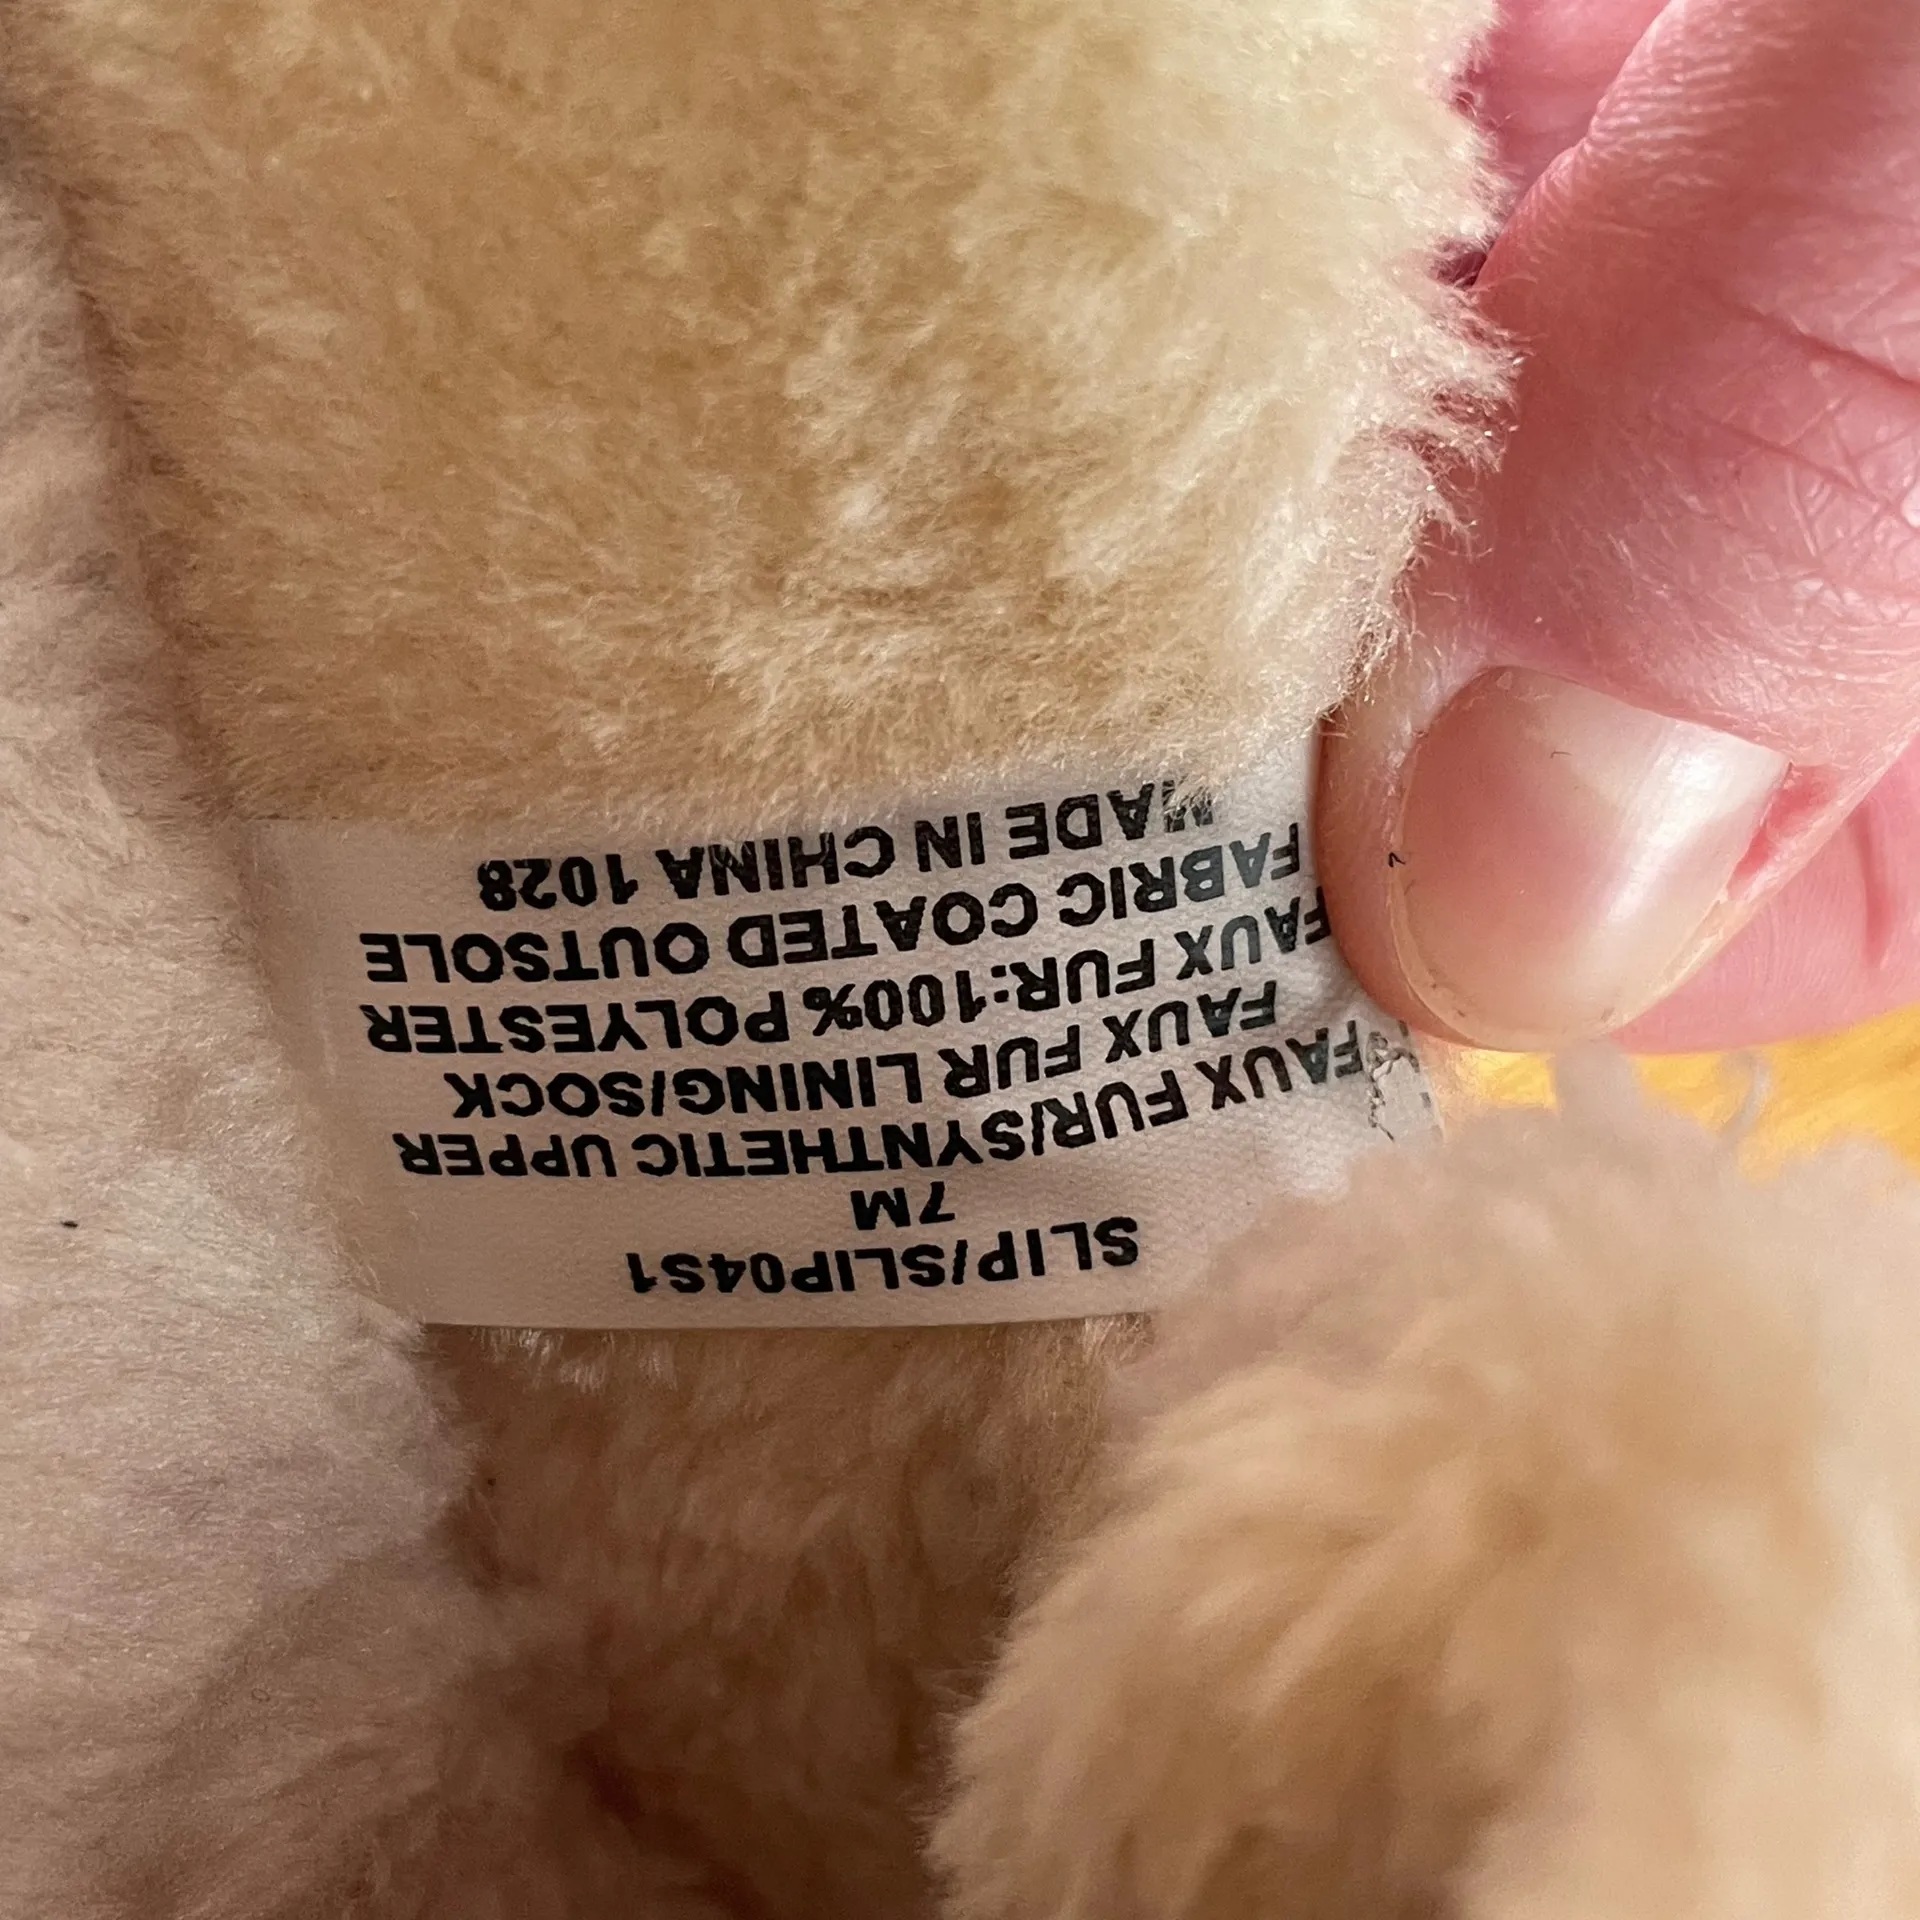 SLIP/SLIP04S1
7M
FAUX FUR/SYNTHETIC UPPER
FAUX FUR LINING/SOCK
FAUX FUR:100% POLYESTER
FABRIC COATED OUTSOLE
MADE IN CHINA 1028